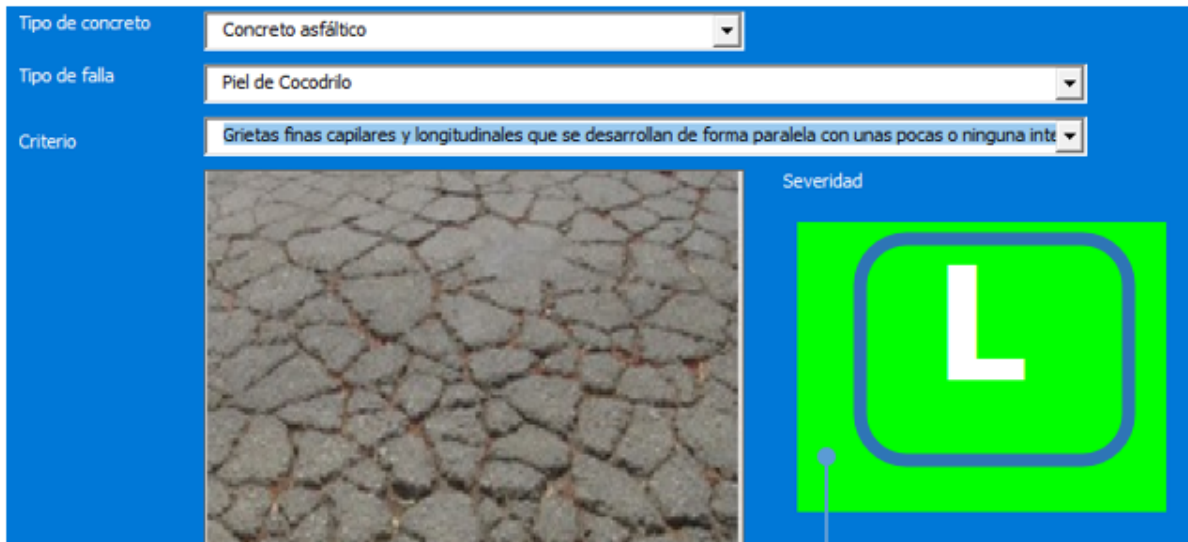 Tipo de concreto
Concreto asfáltico
Tipo de falla
Piel de Cocodrilo
Criterio
Grietas finas capilares y longitudinales que se desarrollan de forma paralela con unas pocas o ninguna inte
Severidad
L